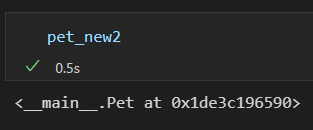 pet_new2
0.5s
<__main__.Pet at 0x1de3c196590>